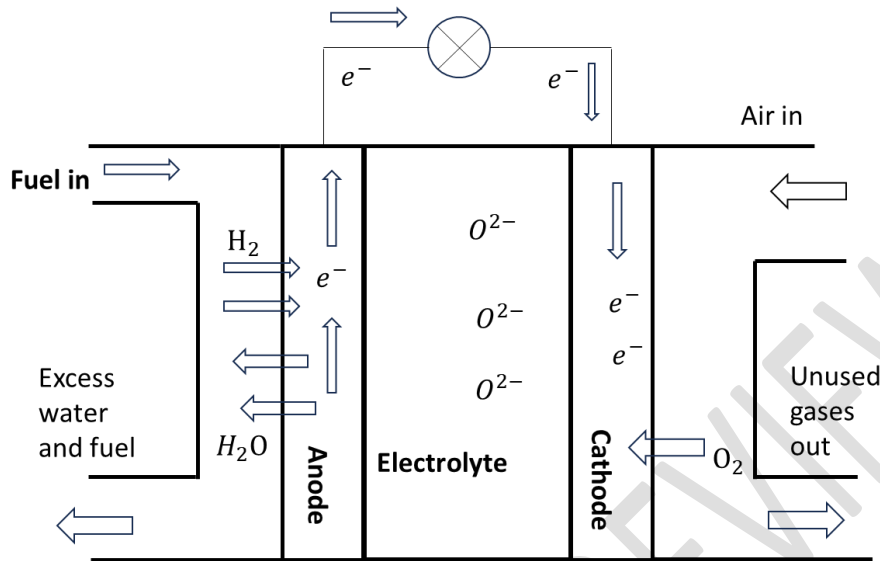 e⁻
e⁻
Air in
Fuel in
H₂
O²⁻
e⁻
e⁻
O²⁻
e⁻
O²⁻
Excess
water
and fuel
Unused
gases
out
H₂O
Anode
Electrolyte
Cathode
O₂
REVIEW